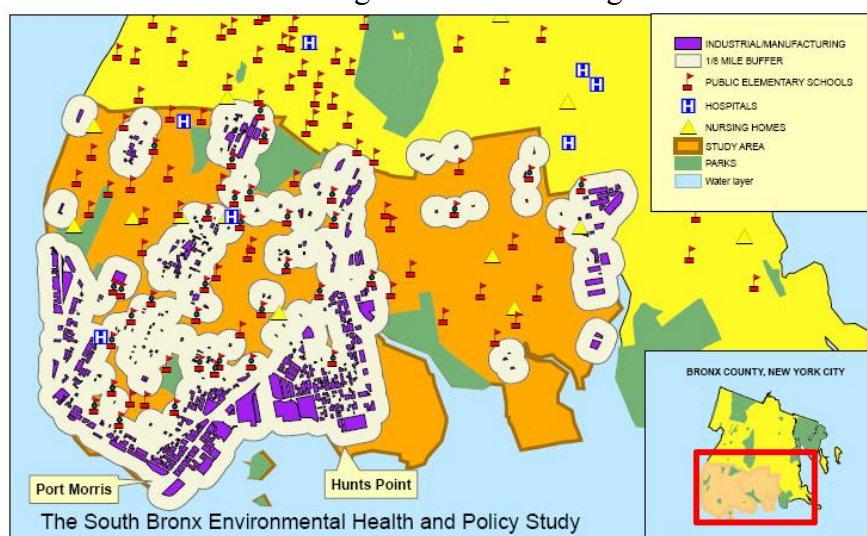 INDUSTRIAL/MANUFACTURING
1/8 MILE BUFFER
PUBLIC ELEMENTARY SCHOOLS
H HOSPITALS
NURSING HOMES
STUDY AREA
PARKS
Water layer
H
H
H
H
H
H
H
H
BRONX COUNTY, NEW YORK CITY
Port Morris
Hunts Point
The South Bronx Environmental Health and Policy Study